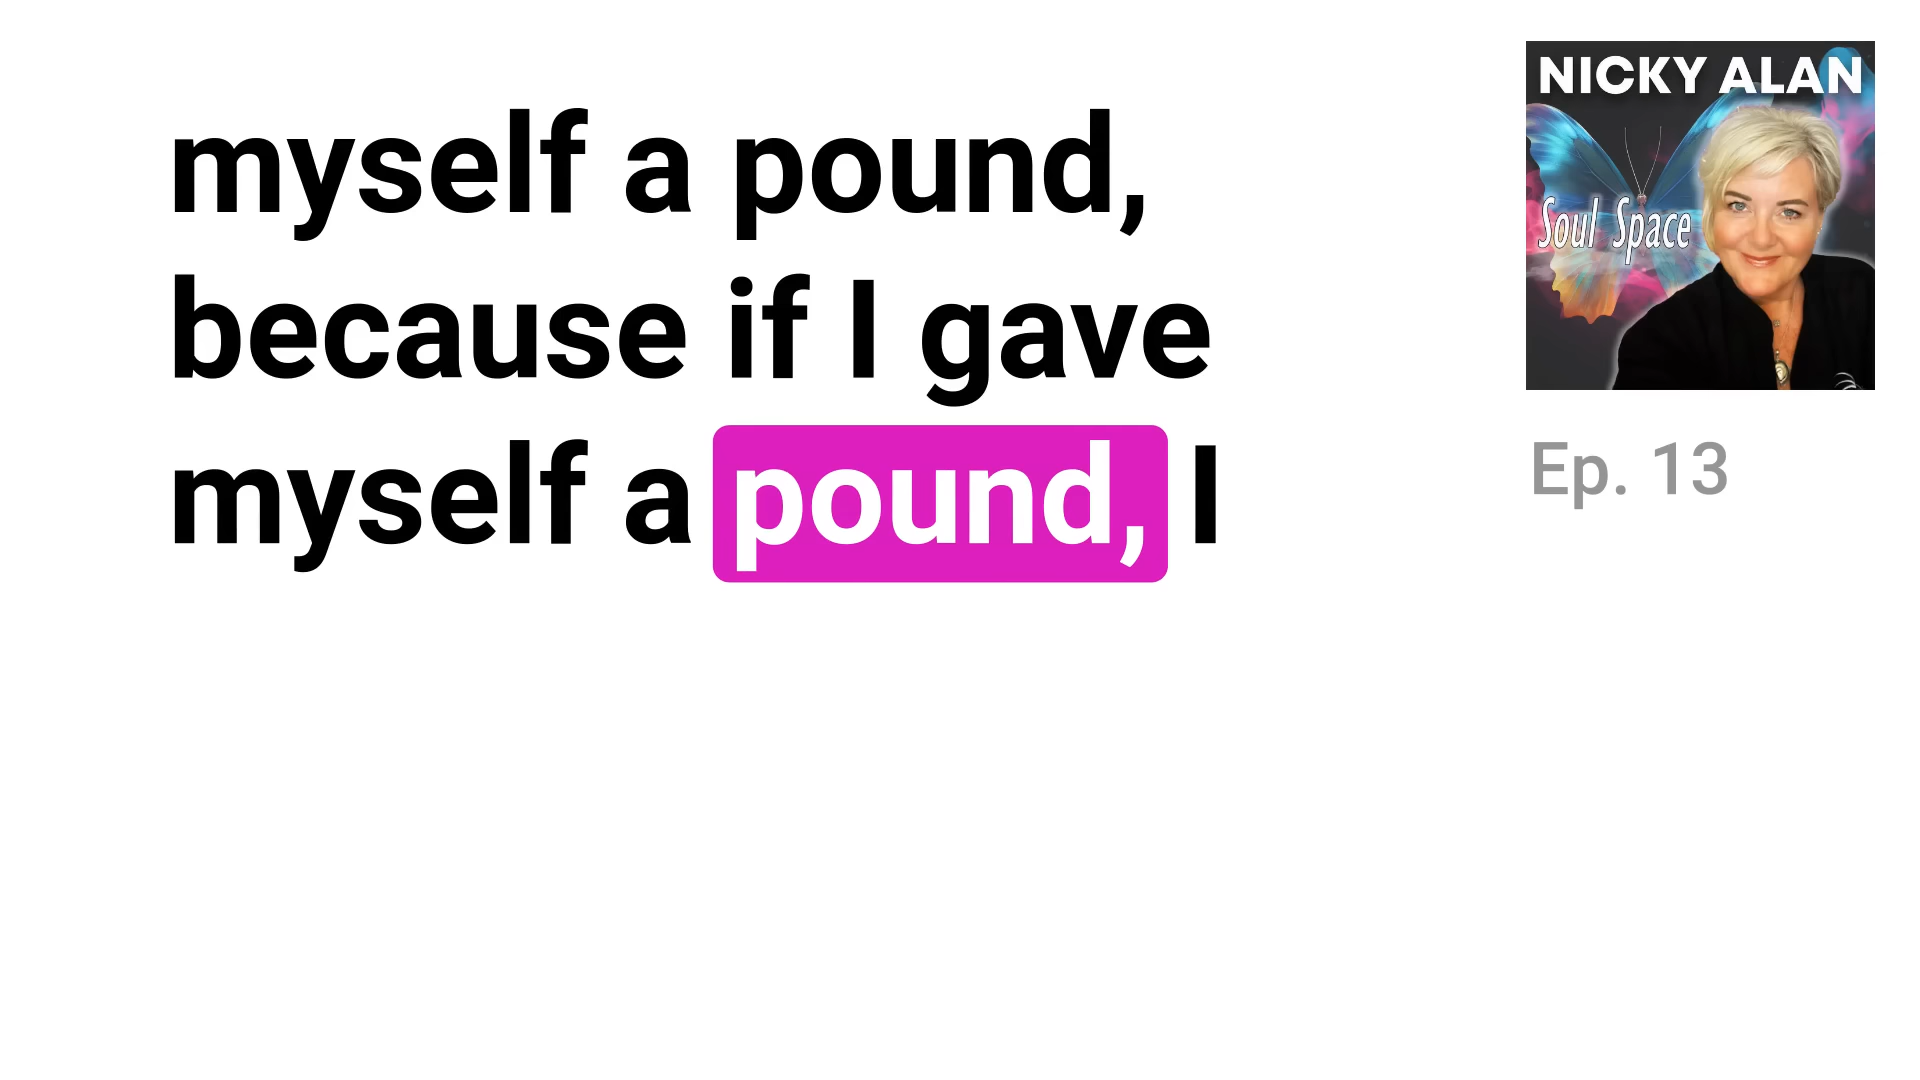 myself a pound,
because if I gave
myself a pound, I
NICKY ALAN
Soul Space
Ep. 13